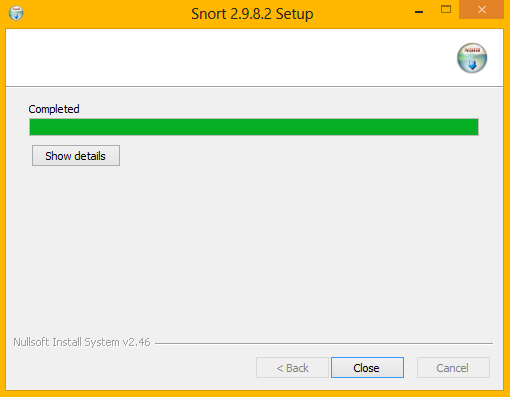 Snort 2.9.8.2 Setup
Completed
Show details
Nullsoft Install System v2.46
< Back
Close
Cancel